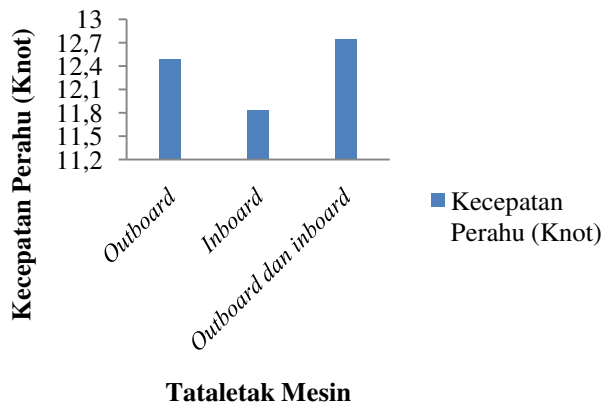 Kecepatan Perahu (Knot)
13
12,7
12,4
12,1
11,8
11,5
11,2
Outboard
Inboard
Outboard dan inboard
Kecepatan
Perahu (Knot)
Tataletak Mesin